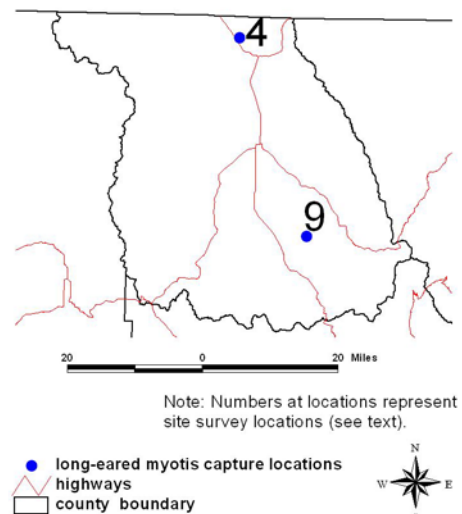 4
9
20 0 20 Miles
Note: Numbers at locations represent
site survey locations (see text).
long-eared myotis capture locations
highways
county boundary
N
W E